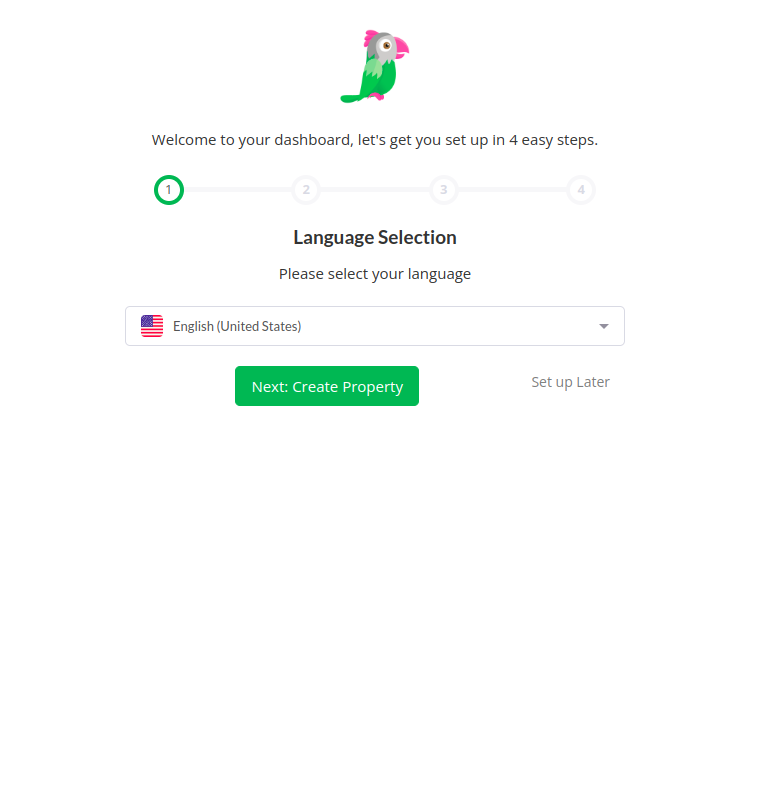 Welcome to your dashboard, let's get you set up in 4 easy steps.
1 2 3 4
Language Selection
Please select your language
English (United States)
Next: Create Property Set up Later